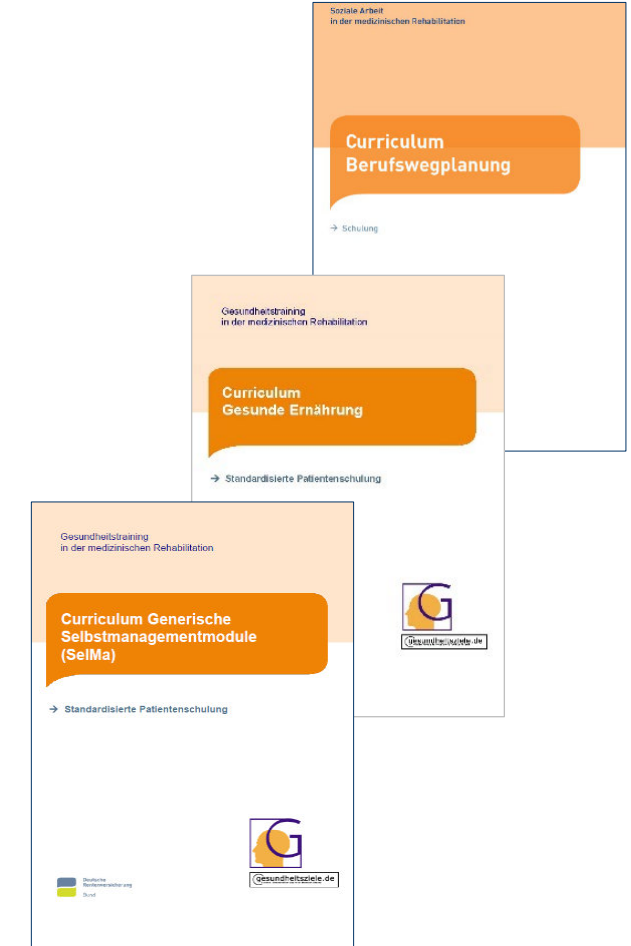 Soziale Arbeit
in der medizinischen Rehabilitation
Curriculum
Berufswegplanung
→ Schulung
Gesundheitstraining
in der medizinischen Rehabilitation
Curriculum
Gesunde Ernährung
→ Standardisierte Patientenschulung
G
gesundheitsziele.de
Gesundheitstraining
in der medizinischen Rehabilitation
Curriculum Generische
Selbstmanagementmodule
(SelMa)
→ Standardisierte Patientenschulung
G
gesundheitsziele.de
Deutsche
Rentenversicherung
Bund